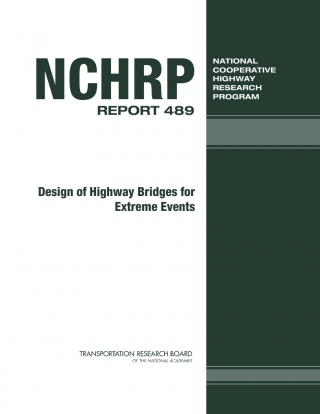 NCHRP
REPORT 489
NATIONAL
COOPERATIVE
HIGHWAY
RESEARCH
PROGRAM
Design of Highway Bridges for
Extreme Events
TRANSPORTATION RESEARCH BOARD
OF THE NATIONAL ACADEMIES